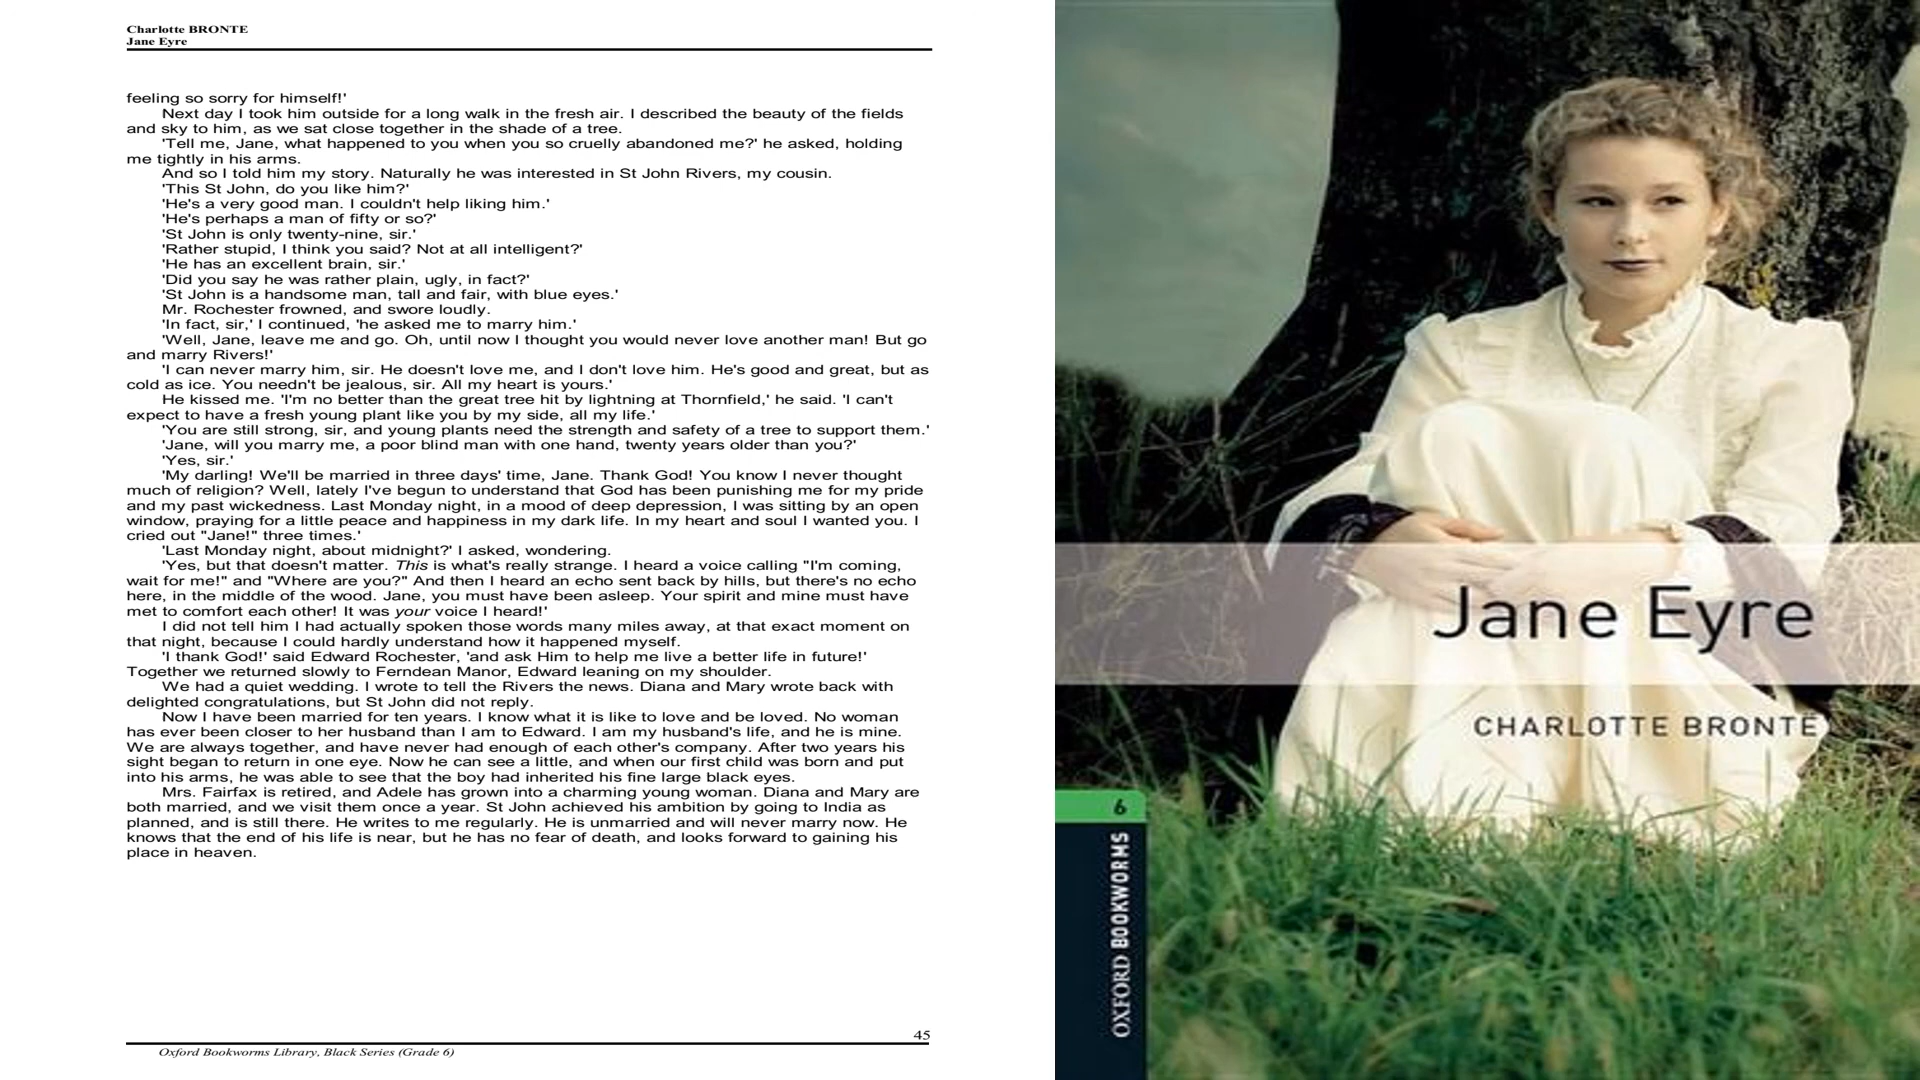 Charlotte BRONTE
Jane Eyre
feeling so sorry for himself!'
Next day I took him outside for a long walk in the fresh air. I described the beauty of the fields
and sky to him, as we sat close together in the shade of a tree.
'Tell me, Jane, what happened to you when you so cruelly abandoned me?' he asked, holding
me tightly in his arms.
And so I told him my story. Naturally he was interested in St John Rivers, my cousin.
'This St John, do you like him?'
'He's a very good man. I couldn't help liking him.'
'He's perhaps a man of fifty or so?'
'St John is only twenty-nine, sir.'
'Rather stupid, I think you said? Not at all intelligent?'
'He has an excellent brain, sir.'
'Did you say he was rather plain, ugly, in fact?'
'St John is a handsome man, tall and fair, with blue eyes.'
Mr. Rochester frowned, and swore loudly.
'In fact, sir,' I continued, 'he asked me to marry him.'
'Well, Jane, leave me and go. Oh, until now I thought you would never love another man! But go
and marry Rivers!'
'I can never marry him, sir. He doesn't love me, and I don't love him. He's good and great, but as
cold as ice. You needn't be jealous, sir. All my heart is yours.'
He kissed me. 'I'm no better than the great tree hit by lightning at Thornfield,' he said. 'I can't
expect to have a fresh young plant like you by my side, all my life.'
'You are still strong, sir, and young plants need the strength and safety of a tree to support them.'
'Jane, will you marry me, a poor blind man with one hand, twenty years older than you?'
'Yes, sir.'
'My darling! We'll be married in three days' time, Jane. Thank God! You know I never thought
much of religion? Well, lately I've begun to understand that God has been punishing me for my pride
and my past wickedness. Last Monday night, in a mood of deep depression, I was sitting by an open
window, praying for a little peace and happiness in my dark life. In my heart and soul I wanted you. I
cried out "Jane!" three times.'
'Last Monday night, about midnight?' I asked, wondering.
'Yes, but that doesn't matter. This is what's really strange. I heard a voice calling "I'm coming,
wait for me!" and "Where are you?" And then I heard an echo sent back by hills, but there's no echo
here, in the middle of the wood. Jane, you must have been asleep. Your spirit and mine must have
met to comfort each other! It was your voice I heard!'
I did not tell him I had actually spoken those words many miles away, at that exact moment on
that night, because I could hardly understand how it happened myself.
'I thank God!' said Edward Rochester, 'and ask Him to help me live a better life in future!'
Together we returned slowly to Ferndean Manor, Edward leaning on my shoulder.
We had a quiet wedding. I wrote to tell the Rivers the news. Diana and Mary wrote back with
delighted congratulations, but St John did not reply.
Now I have been married for ten years. I know what it is like to love and be loved. No woman
has ever been closer to her husband than I am to Edward. I am my husband's life, and he is mine.
We are always together, and have never had enough of each other's company. After two years his
sight began to return in one eye. Now he can see a little, and when our first child was born and put
into his arms, he was able to see that the boy had inherited his fine large black eyes.
Mrs. Fairfax is retired, and Adele has grown into a charming young woman. Diana and Mary are
both married, and we visit them once a year. St John achieved his ambition by going to India as
planned, and is still there. He writes to me regularly. He is unmarried and will never marry now. He
knows that the end of his life is near, but he has no fear of death, and looks forward to gaining his
place in heaven.
45
Oxford Bookworms Library, Black Series (Grade 6)
Jane Eyre
CHARLOTTE BRONTË
6
OXFORD BOOKWORMS